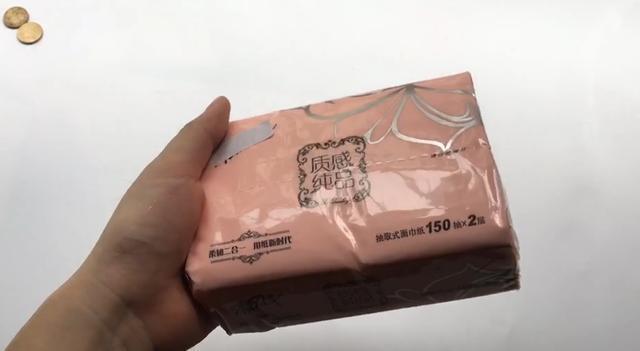 质感
纯品
柔韧二合一 用纸新时代
抽取式面巾纸150抽×2层